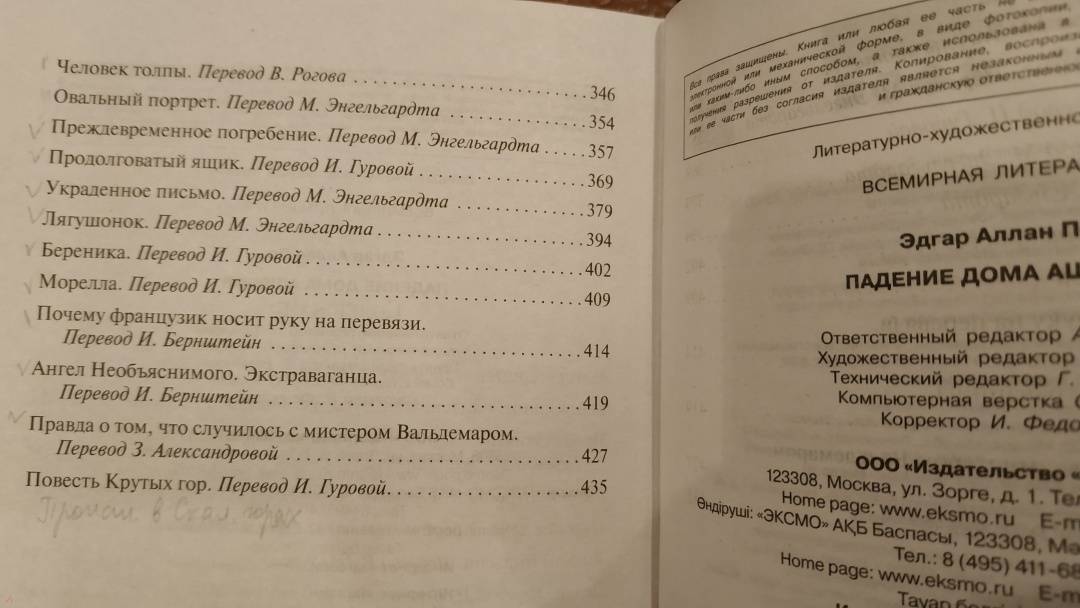 Человек толпы. Перевод В. Рогова 346
Овальный портрет. Перевод М. Энгельгардта 354
Преждевременное погребение. Перевод М. Энгельгардта 357
Продолговатый ящик. Перевод И. Гуровой 369
Украденное письмо. Перевод М. Энгельгардта 379
Лягушонок. Перевод М. Энгельгардта 394
Береника. Перевод И. Гуровой 402
Морелла. Перевод И. Гуровой 409
Почему французик носит руку на перевязи.
Перевод И. Бернштейн 414
Ангел Необъяснимого. Экстраваганца.
Перевод И. Бернштейн 419
Правда о том, что случилось с мистером Вальдемаром.
Перевод З. Александровой 427
Повесть Крутых гор. Перевод И. Гуровой 435
в горах
Все права защищены. Книга или любая ее часть не
электронной или механической форме, в виде фотокопии,
или каким-либо иным способом, а также использована в
получения разрешения от издателя. Копирование,
или ее части без согласия издателя является незаконным
и гражданскую
Литературно-художественно
ВСЕМИРНАЯ ЛИТЕРА
Эдгар Аллан П
ПАДЕНИЕ ДОМА АШ
Ответственный редактор
Художественный редактор
Технический редактор Г.
Компьютерная верстка
Корректор И. Федо
ООО «Издательство «
123308, Москва, ул. Зорге, д. 1. Тел
Home page: www.eksmo.ru E-m
Өндіруші: «ЭКСМО» АҚБ Баспасы, 123308, Ма
Тел.: 8 (495) 411-68
Home page: www.eksmo.ru E-m
Тауар